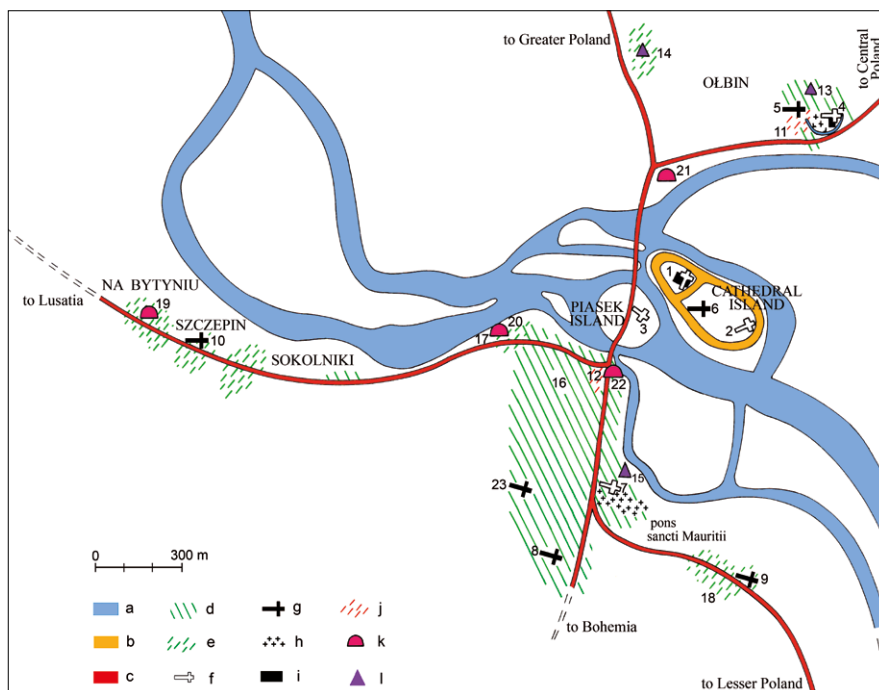 to Greater Poland
14
to Central
Poland
OŁBIN
13
5
4
11
21
1
CATHEDRAL
ISLAND
6
2
PIASEK
ISLAND
3
NA BYTYNIU
19
to Lusatia
SZCZEPIN
10
SOKOLNIKI
20
17
12
22
16
15
23
7
pons
sancti Mauritii
8
9
18
to Bohemia
to Lesser Poland
0 300 m
a d g j
b e h k
c f i l